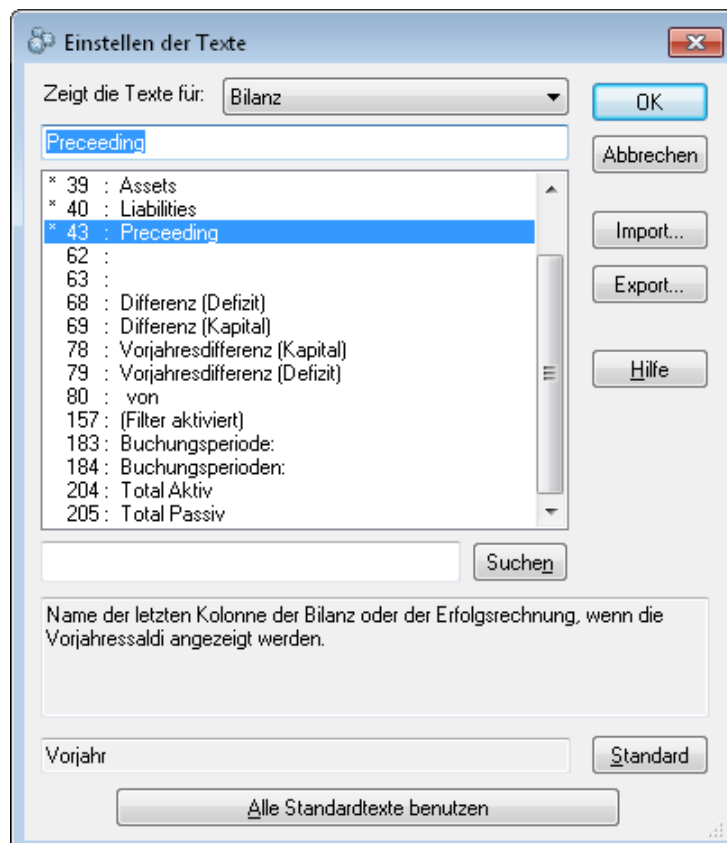 Einstellen der Texte
Zeigt die Texte für: Bilanz
OK
Preceeding
Abbrechen
* 39 : Assets
* 40 : Liabilities
* 43 : Preceeding
Import...
62 :
63 :
Export...
68 : Differenz (Defizit)
69 : Differenz (Kapital)
78 : Vorjahresdifferenz (Kapital)
79 : Vorjahresdifferenz (Defizit)
Hilfe
80 : von
157 : (Filter aktiviert)
183 : Buchungsperiode:
184 : Buchungsperioden:
204 : Total Aktiv
205 : Total Passiv
Suchen
Name der letzten Kolonne der Bilanz oder der Erfolgsrechnung, wenn die
Vorjahressaldi angezeigt werden.
Vorjahr
Standard
Alle Standardtexte benutzen